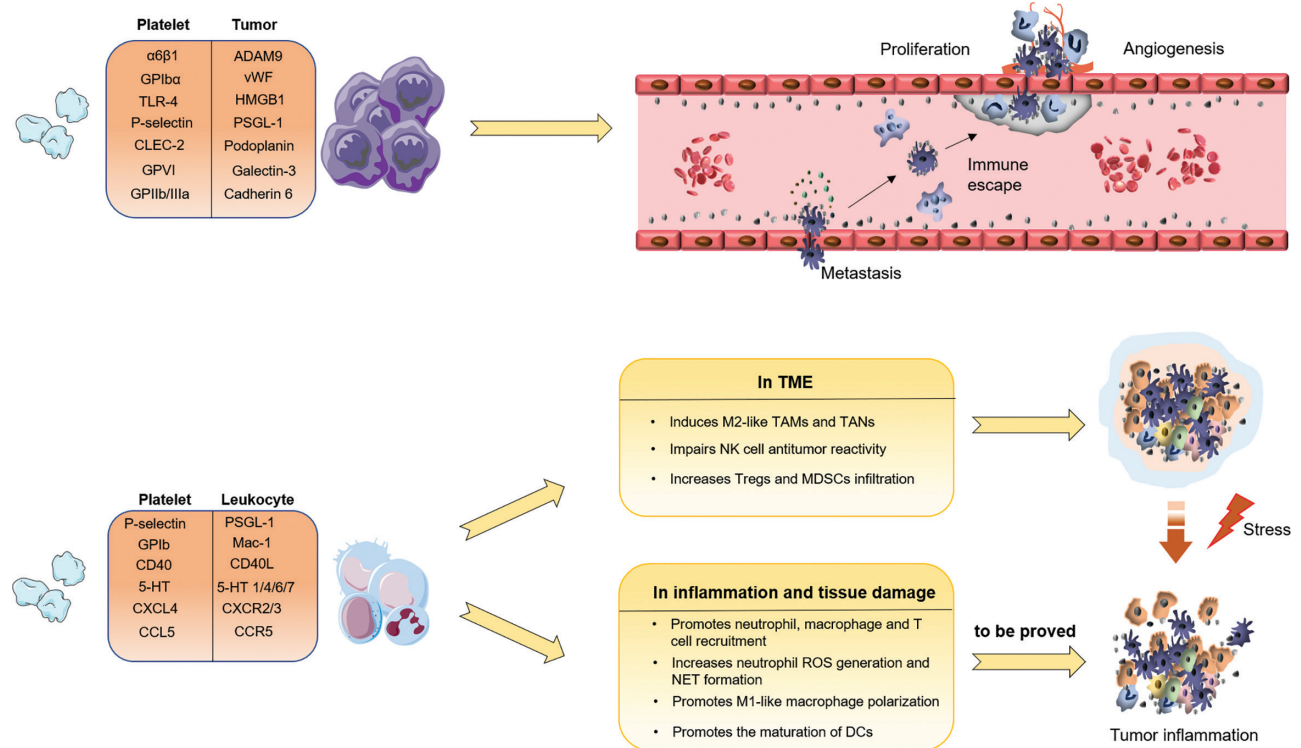 Platelet Tumor
α6β1 ADAM9
GPIbα vWF
TLR-4 HMGB1
P-selectin PSGL-1
CLEC-2 Podoplanin
GPVI Galectin-3
GPIIb/IIIa Cadherin 6
Proliferation
Angiogenesis
Immune
escape
Metastasis
Platelet Leukocyte
P-selectin PSGL-1
GPIb Mac-1
CD40 CD40L
5-HT 5-HT 1/4/6/7
CXCL4 CXCR2/3
CCL5 CCR5
In TME
• Induces M2-like TAMs and TANs
• Impairs NK cell antitumor reactivity
• Increases Tregs and MDSCs infiltration
In inflammation and tissue damage
• Promotes neutrophil, macrophage and T
cell recruitment
• Increases neutrophil ROS generation and
NET formation
• Promotes M1-like macrophage polarization
• Promotes the maturation of DCs
to be proved
Stress
Tumor inflammation